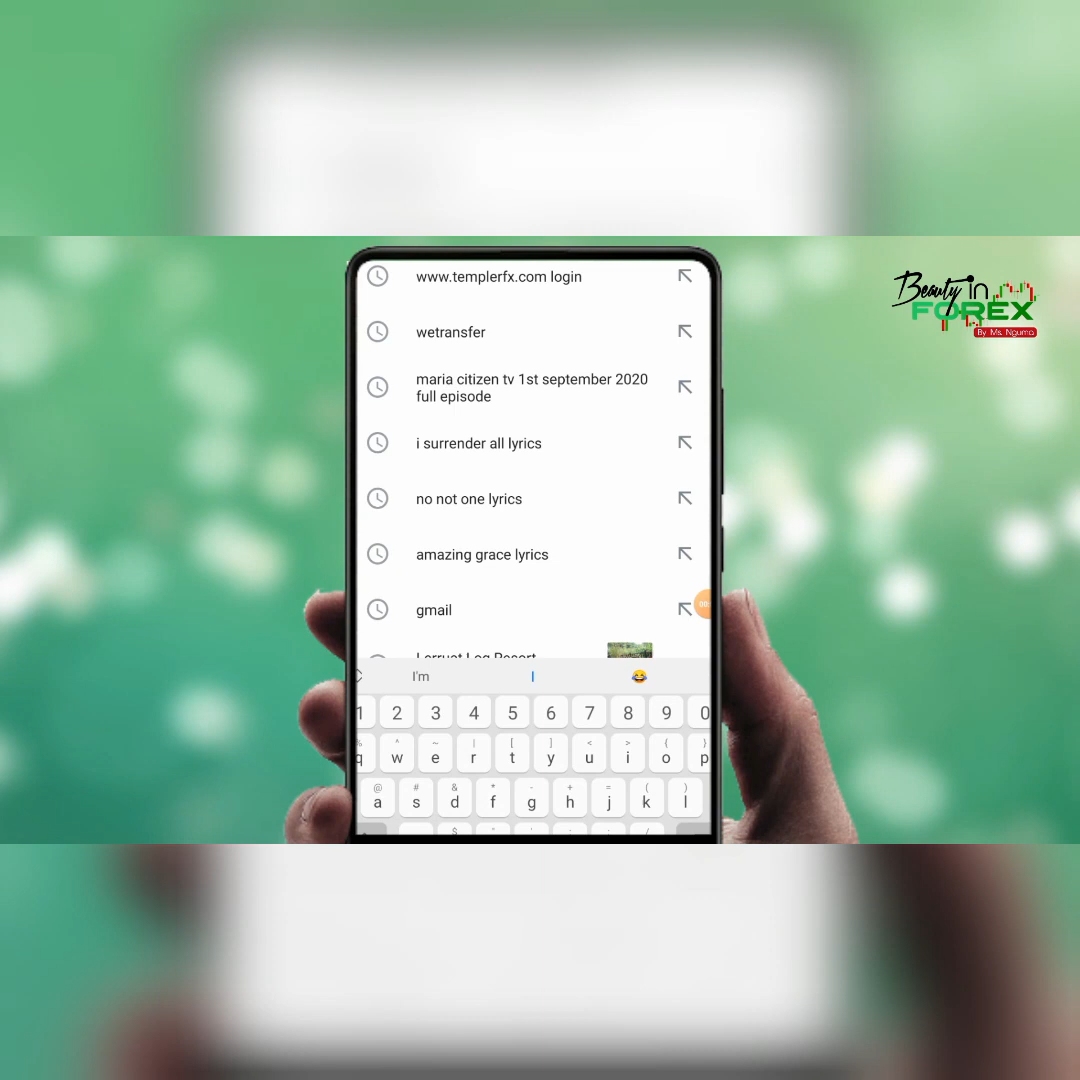 www.templerfx.com login
Beauty in
FOREX
By Ms. Nguma
wetransfer
maria citizen tv 1st september 2020
full episode
i surrender all lyrics
no not one lyrics
amazing grace lyrics
gmail
00:
I'm I 😂
1 2 3 4 5 6 7 8 9 0
% ^ ~ | [ ] < > { }
q w e r t y u i o p
@ # & * - + = ( )
a s d f g h j k l
$ " ' : ; /